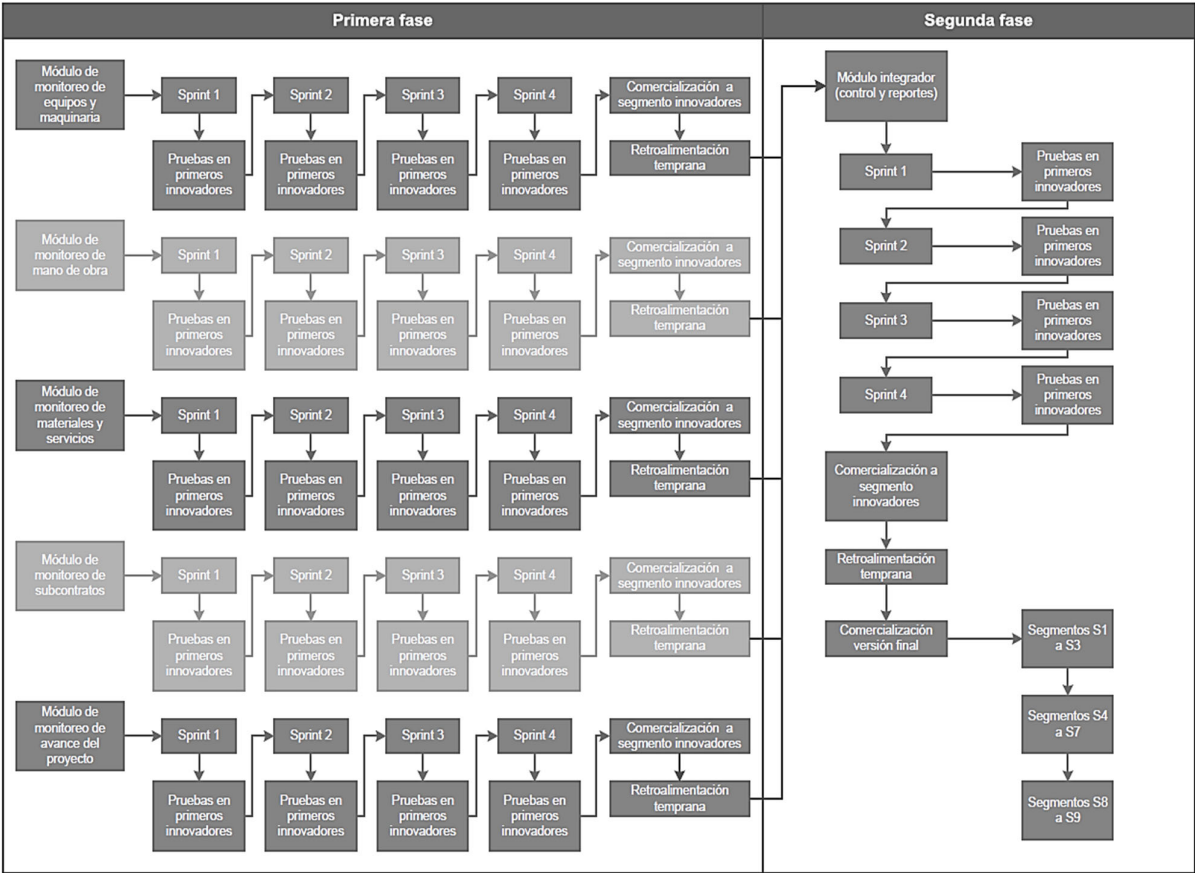 Primera fase
Segunda fase
Módulo de
monitoreo de
equipos y
maquinaria
Sprint 1
Sprint 2
Sprint 3
Sprint 4
Comercialización a
segmento innovadores
Pruebas en
primeros
innovadores
Pruebas en
primeros
innovadores
Pruebas en
primeros
innovadores
Pruebas en
primeros
innovadores
Retroalimentación
temprana
Módulo de
monitoreo de
mano de obra
Sprint 1
Sprint 2
Sprint 3
Sprint 4
Comercialización a
segmento innovadores
Pruebas en
primeros
innovadores
Pruebas en
primeros
innovadores
Pruebas en
primeros
innovadores
Pruebas en
primeros
innovadores
Retroalimentación
temprana
Módulo de
monitoreo de
materiales y
servicios
Sprint 1
Sprint 2
Sprint 3
Sprint 4
Comercialización a
segmento innovadores
Pruebas en
primeros
innovadores
Pruebas en
primeros
innovadores
Pruebas en
primeros
innovadores
Pruebas en
primeros
innovadores
Retroalimentación
temprana
Módulo de
monitoreo de
subcontratos
Sprint 1
Sprint 2
Sprint 3
Sprint 4
Comercialización a
segmento innovadores
Pruebas en
primeros
innovadores
Pruebas en
primeros
innovadores
Pruebas en
primeros
innovadores
Pruebas en
primeros
innovadores
Retroalimentación
temprana
Módulo de
monitoreo de
avance del
proyecto
Sprint 1
Sprint 2
Sprint 3
Sprint 4
Comercialización a
segmento innovadores
Pruebas en
primeros
innovadores
Pruebas en
primeros
innovadores
Pruebas en
primeros
innovadores
Pruebas en
primeros
innovadores
Retroalimentación
temprana
Módulo integrador
(control y reportes)
Sprint 1
Pruebas en
primeros
innovadores
Sprint 2
Pruebas en
primeros
innovadores
Sprint 3
Pruebas en
primeros
innovadores
Sprint 4
Pruebas en
primeros
innovadores
Comercialización a
segmento
innovadores
Retroalimentación
temprana
Comercialización
versión final
Segmentos S1
a S3
Segmentos S4
a S7
Segmentos S8
a S9